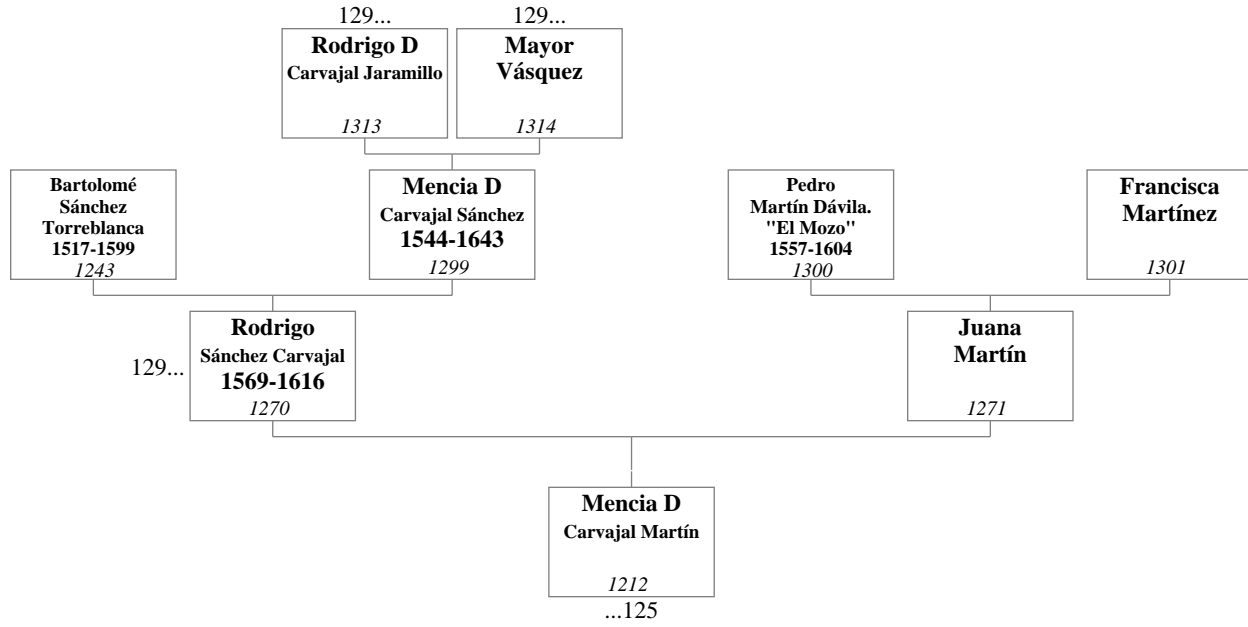 129...
129...
Rodrigo D
Carvajal Jaramillo
1313
Mayor
Vásquez
1314
Bartolomé
Sánchez
Torreblanca
1517-1599
1243
Mencia D
Carvajal Sánchez
1544-1643
1299
Pedro
Martín Dávila.
"El Mozo"
1557-1604
1300
Francisca
Martínez
1301
129...
Rodrigo
Sánchez Carvajal
1569-1616
1270
Juana
Martín
1271
Mencia D
Carvajal Martín
1212
...125